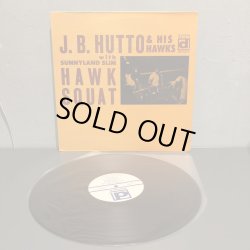 J. B. HUTTO & HIS HAWKS
with
SUNNYLAND SLIM
HAWK
SQUAT
SOLD OUT